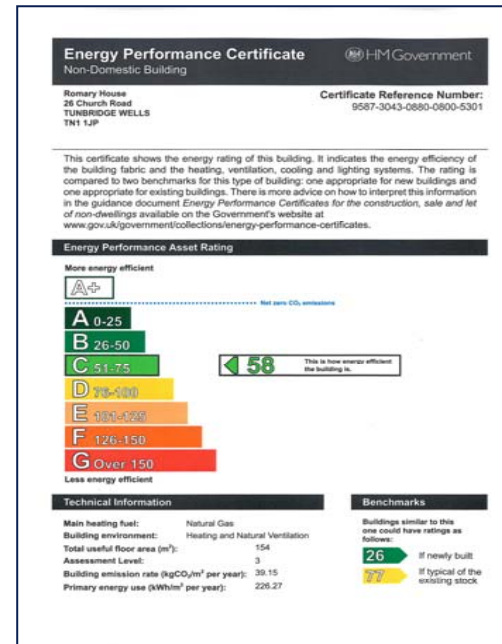 Energy Performance Certificate
Non-Domestic Building
HM Government
Romary House
26 Church Road
TUNBRIDGE WELLS
TN1 1JP
Certificate Reference Number:
9587-3043-0880-0800-5301
This certificate shows the energy rating of this building. It indicates the energy efficiency of
the building fabric and the heating, ventilation, cooling and lighting systems. The rating is
compared to two benchmarks for this type of building: one appropriate for new buildings and
one appropriate for existing buildings. There is more advice on how to interpret this information
in the guidance document Energy Performance Certificates for the construction, sale and let
of non-dwellings available on the Government's website at
www.gov.uk/government/collections/energy-performance-certificates.
Energy Performance Asset Rating
More energy efficient
A+
Net zero CO₂ emissions
A 0-25
B 26-50
C 51-75
58
This is how energy efficient
the building is.
D 76-100
E 101-125
F 126-150
G Over 150
Less energy efficient
Technical Information
Main heating fuel: Natural Gas
Building environment: Heating and Natural Ventilation
Total useful floor area (m²): 154
Assessment Level: 3
Building emission rate (kgCO₂/m² per year): 39.15
Primary energy use (kWh/m² per year): 226.27
Benchmarks
Buildings similar to this
one could have ratings as
follows:
26 If newly built
77 If typical of the
existing stock